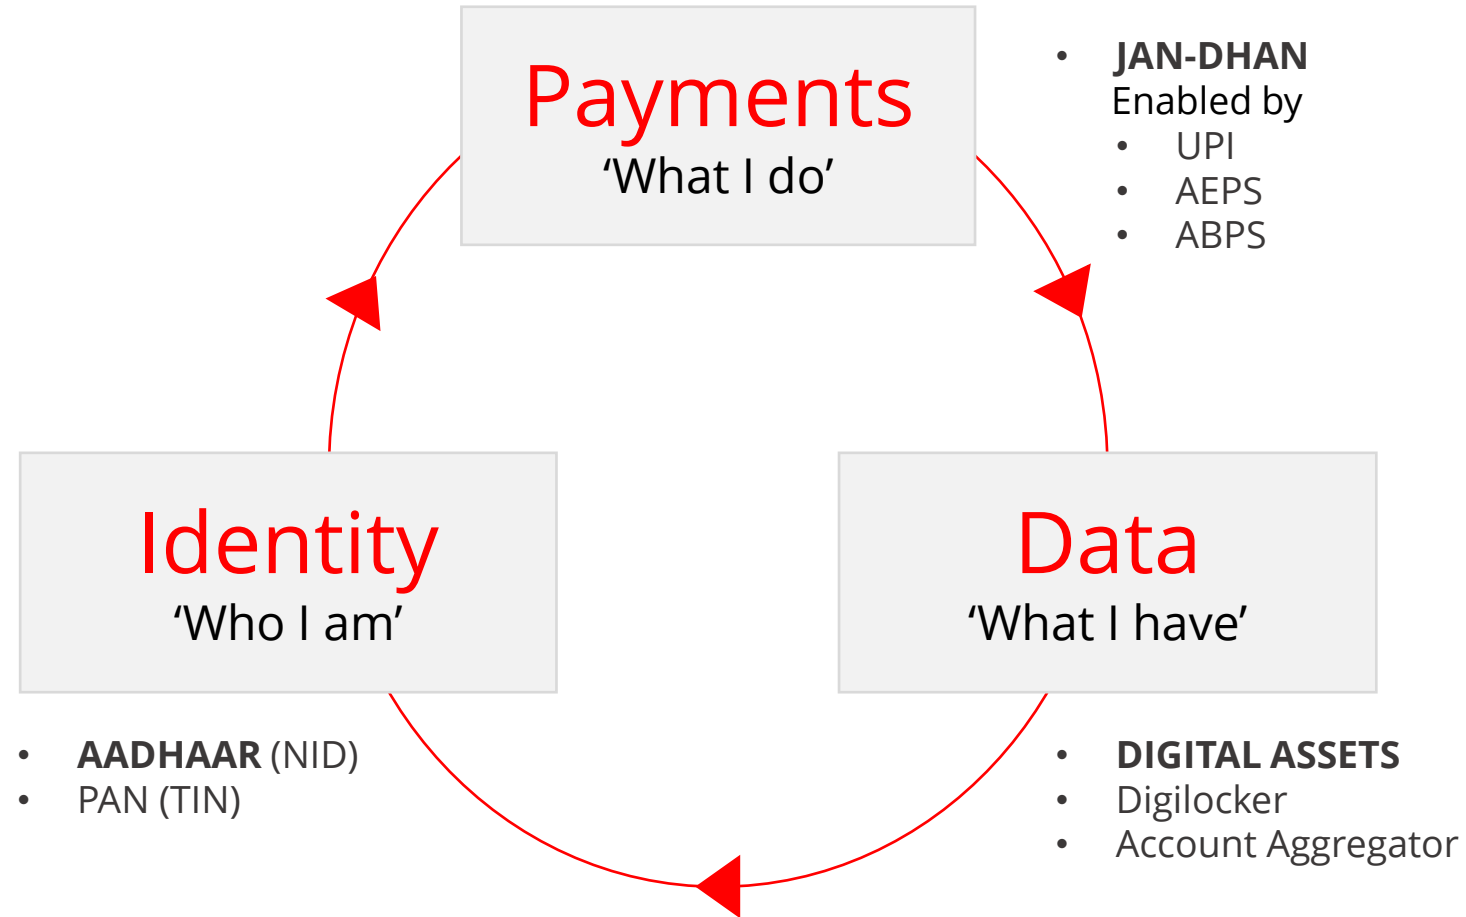 Payments
‘What I do’
• JAN-DHAN
Enabled by
• UPI
• AEPS
• ABPS
Identity
‘Who I am’
• AADHAAR (NID)
• PAN (TIN)
Data
‘What I have’
• DIGITAL ASSETS
• Digilocker
• Account Aggregator